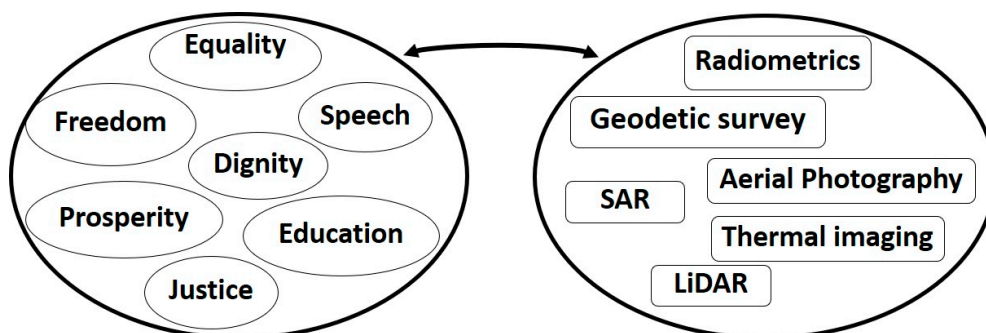 Equality
Freedom
Speech
Dignity
Prosperity
Education
Justice
Radiometrics
Geodetic survey
Aerial Photography
SAR
Thermal imaging
LiDAR